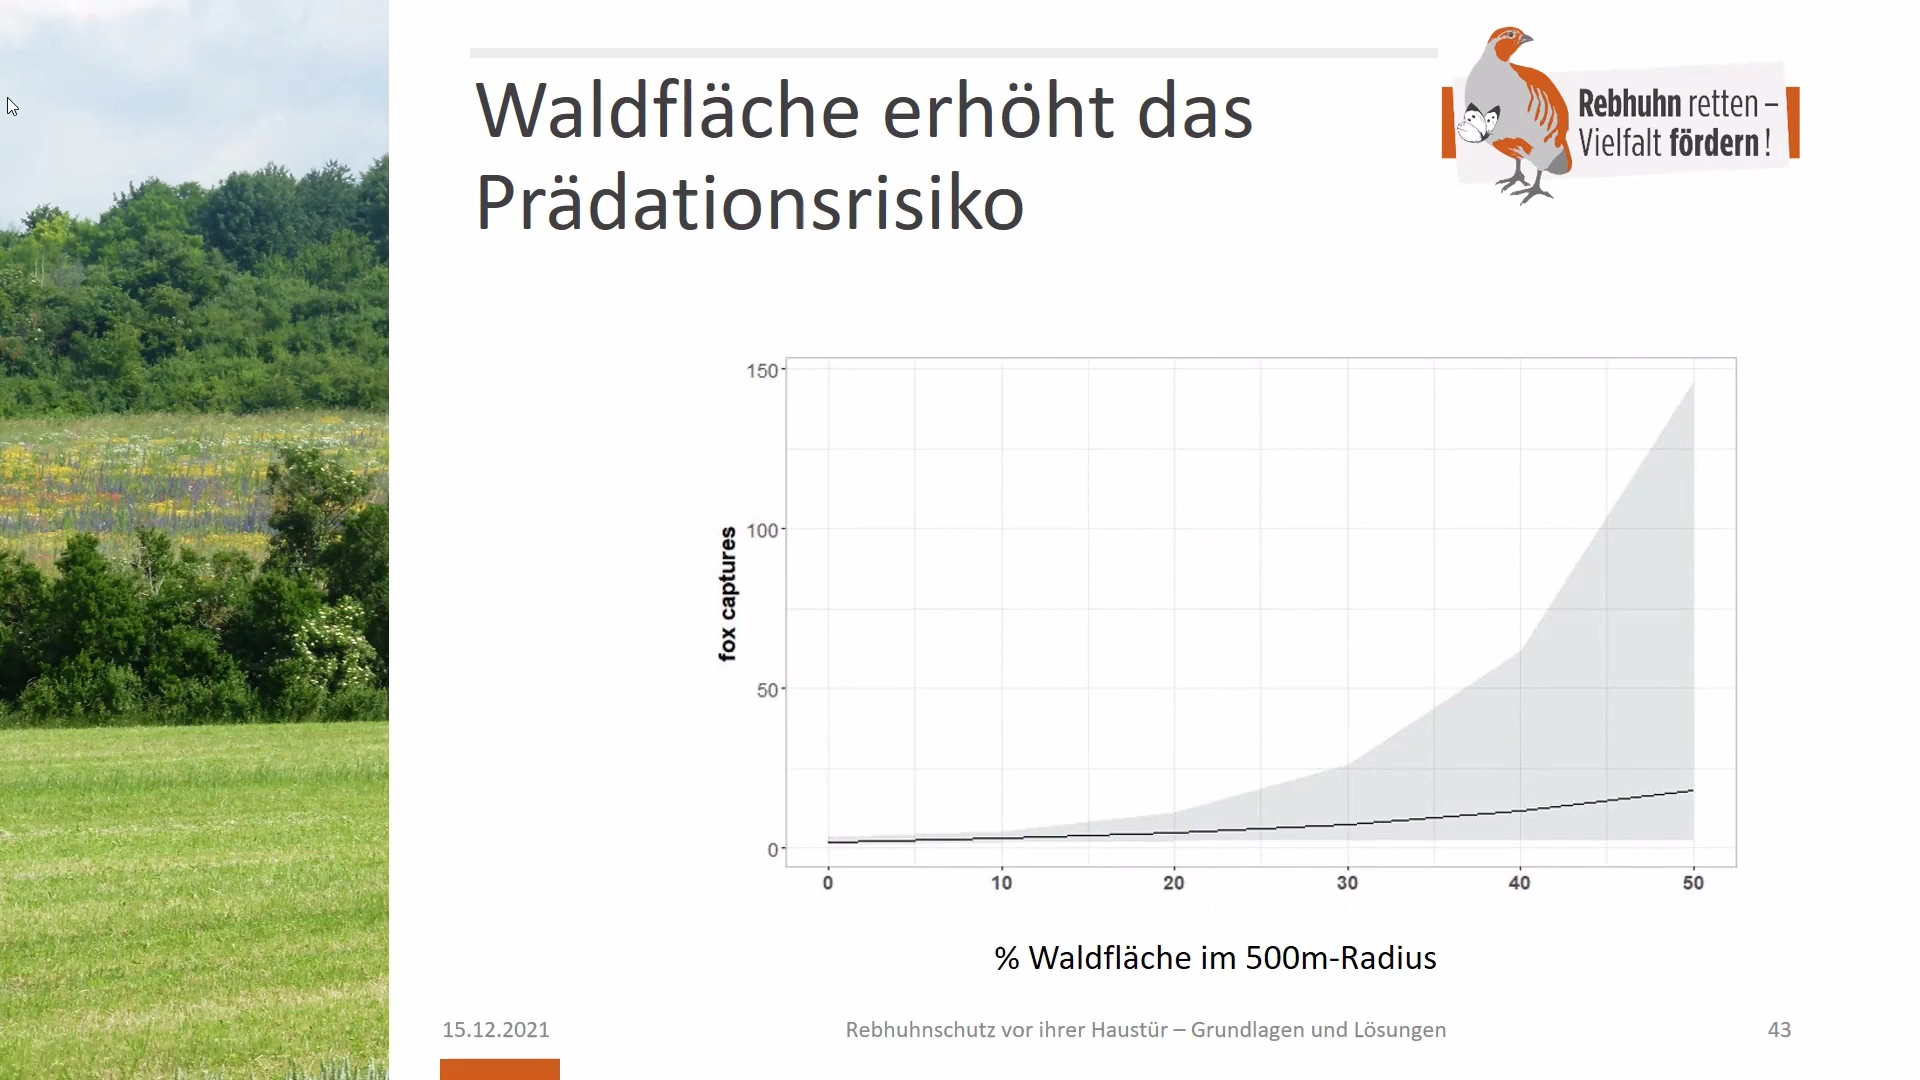 Waldfläche erhöht das
Prädationsrisiko
Rebhuhn retten –
Vielfalt fördern !
150
100
50
0
fox captures
0 10 20 30 40 50
% Waldfläche im 500m-Radius
15.12.2021 Rebhuhnschutz vor ihrer Haustür – Grundlagen und Lösungen 43